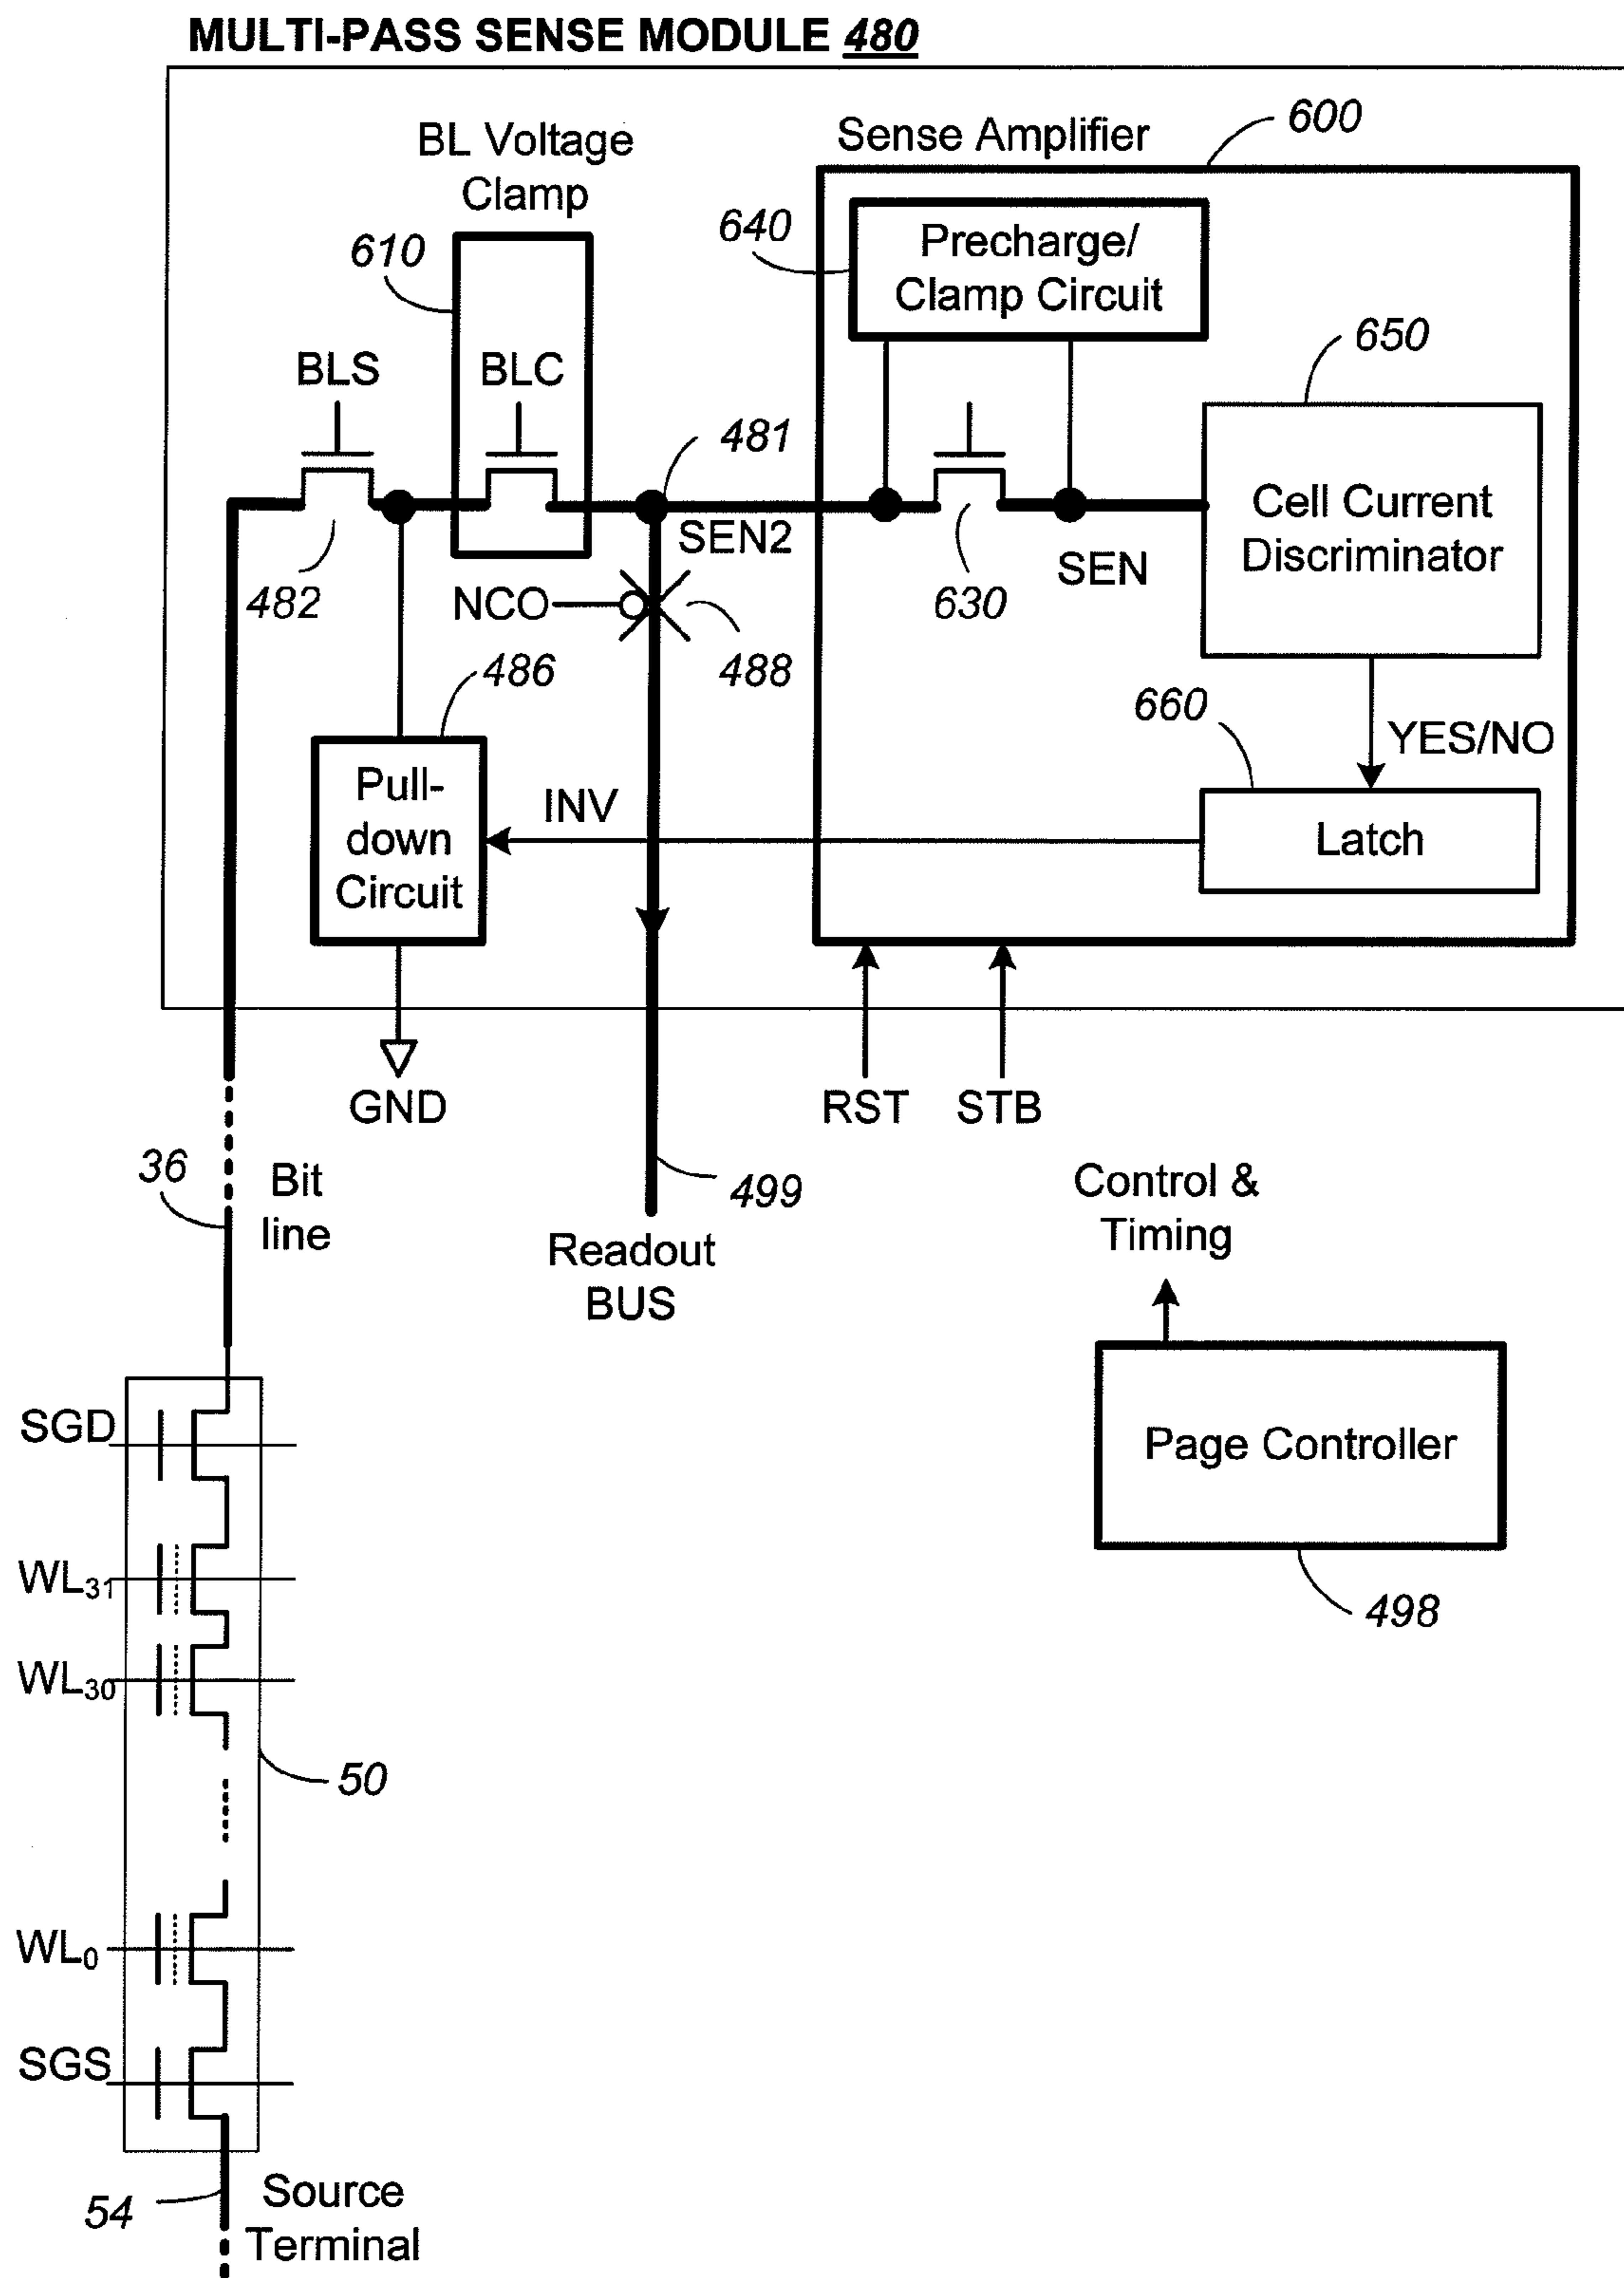 MULTI-PASS SENSE MODULE 480
600
Sense Amplifier
BL Voltage
Clamp
640
Precharge/
Clamp Circuit
610
650
BLS
BLC
481
Cell Current
Discriminator
SEN2
SEN
482
NCO
630
488
486
660
YES/NO
Pull-
down
Circuit
INV
Latch
GND
RST
STB
36
Bit
line
499
Control &
Timing
Readout
BUS
SGD
Page Controller
WL31
498
WL30
50
WL0
SGS
54
Source
Terminal